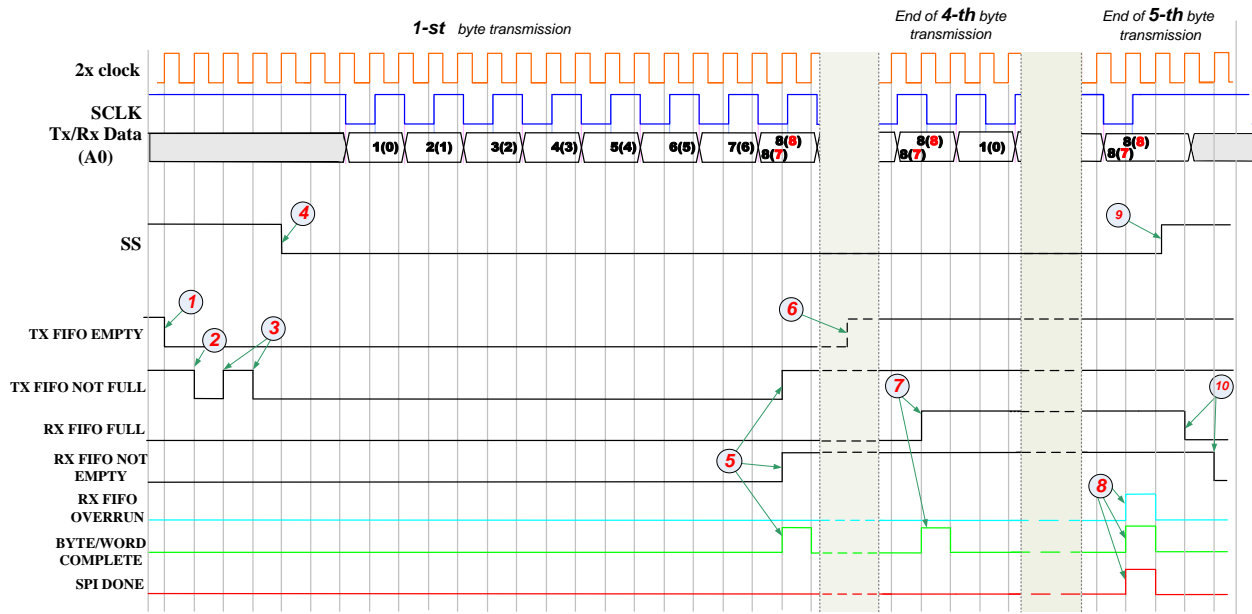 1-st byte transmission
End of 4-th byte
transmission
End of 5-th byte
transmission
2x clock
SCLK
Tx/Rx Data
(A0)
1(0) 2(1) 3(2) 4(3) 5(4) 6(5) 7(6) 8(8)
8(7)
8(8)
8(7)
1(0)
8(8)
8(7)
4
9
SS
1
6
TX FIFO EMPTY
2
3
TX FIFO NOT FULL
7
10
RX FIFO FULL
5
RX FIFO NOT
EMPTY
8
RX FIFO
OVERRUN
BYTE/WORD
COMPLETE
SPI DONE